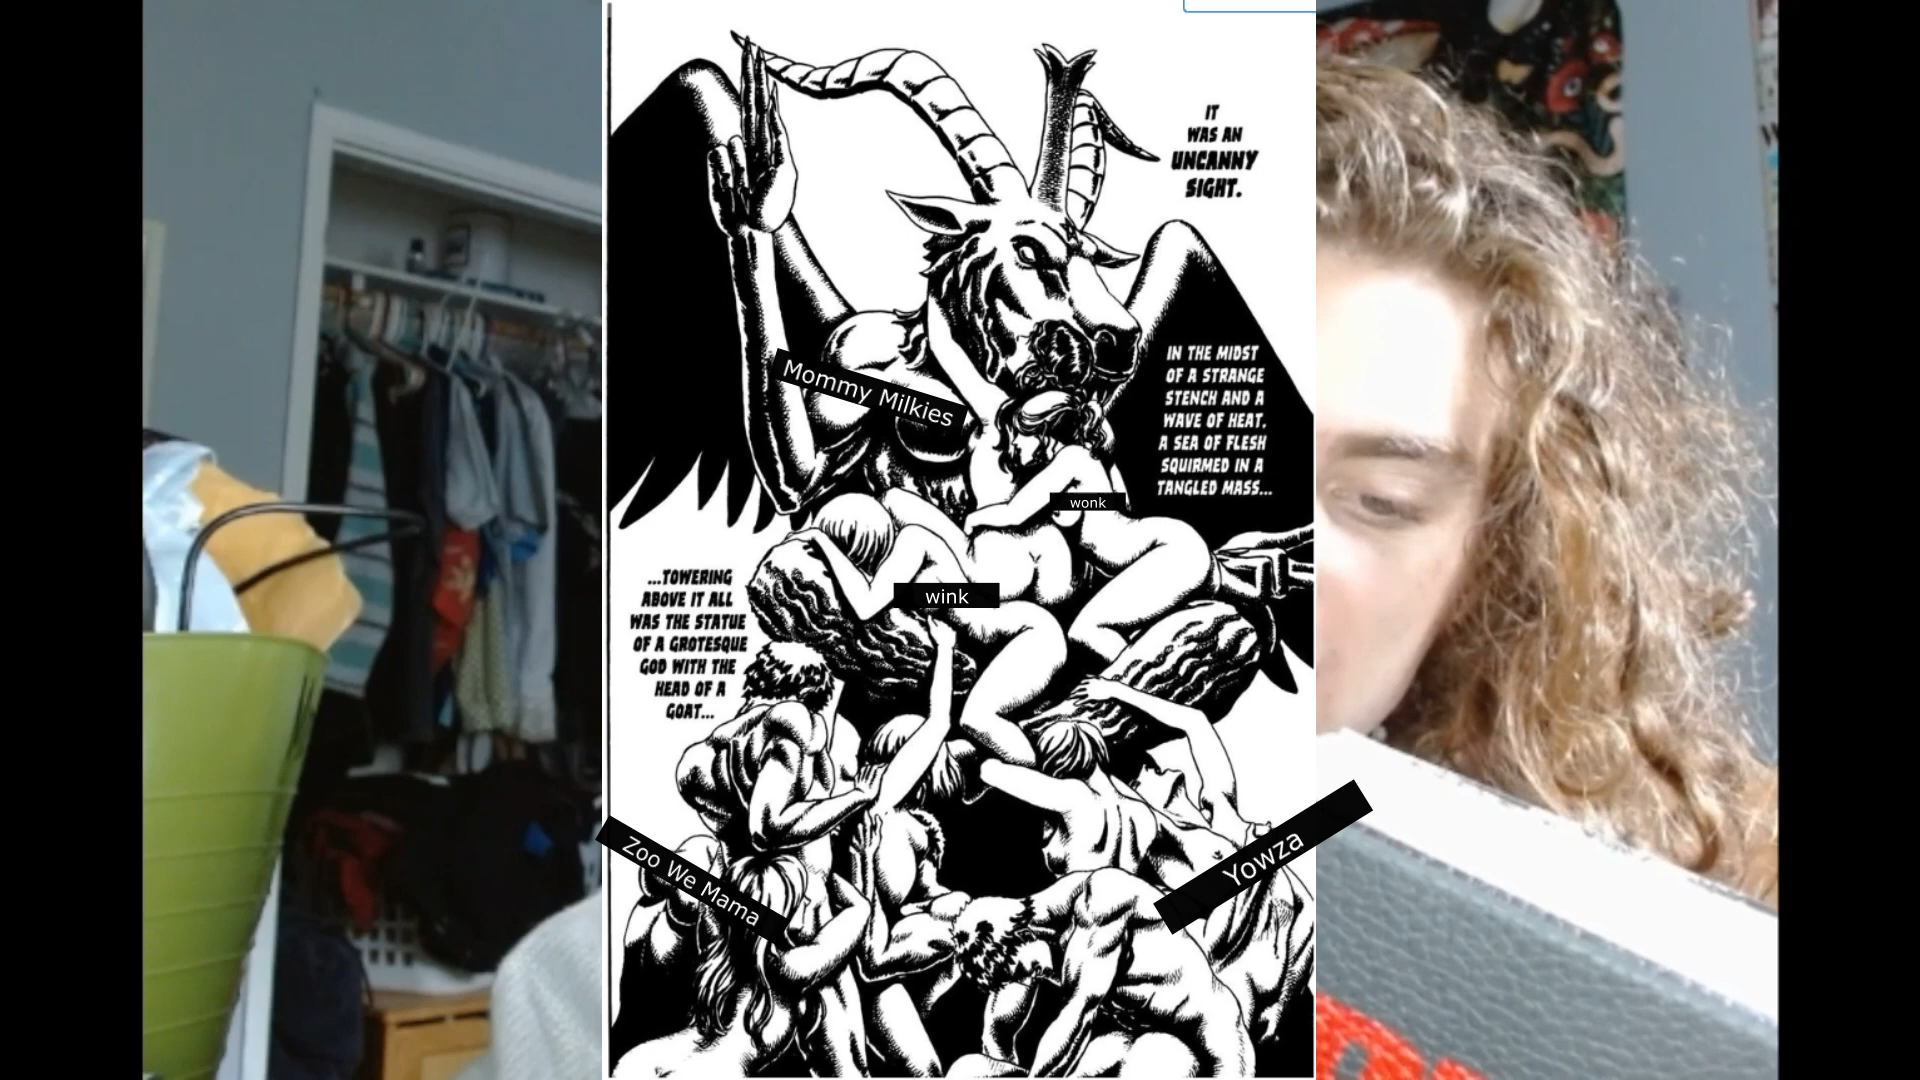 IT
WAS AN
UNCANNY
SIGHT.
IN THE MIDST
OF A STRANGE
STENCH AND A
WAVE OF HEAT,
A SEA OF FLESH
SQUIRMED IN A
TANGLED MASS...
Mommy Milkies
wonk
wink
...TOWERING
ABOVE IT ALL
WAS THE STATUE
OF A GROTESQUE
GOD WITH THE
HEAD OF A
GOAT...
Zoo We Mama
Yowza